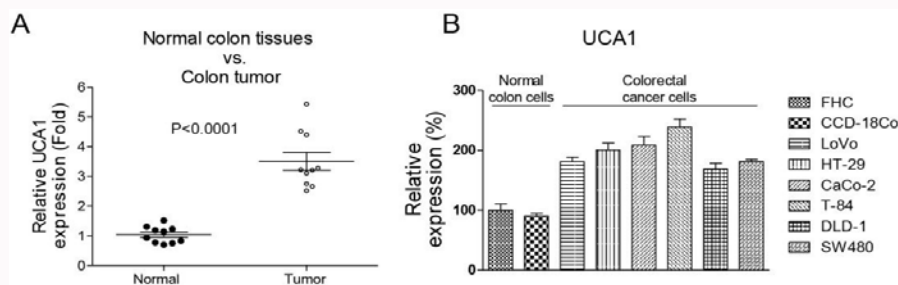 A
Normal colon tissues
vs.
Colon tumor
Relative UCA1
expression (Fold)
6
5
4
3
2
1
0
P<0.0001
Normal
Tumor
B
UCA1
Normal
colon cells
Colorectal
cancer cells
Relative
expression (%)
300
200
100
0
FHC
CCD-18Co
LoVo
HT-29
CaCo-2
T-84
DLD-1
SW480